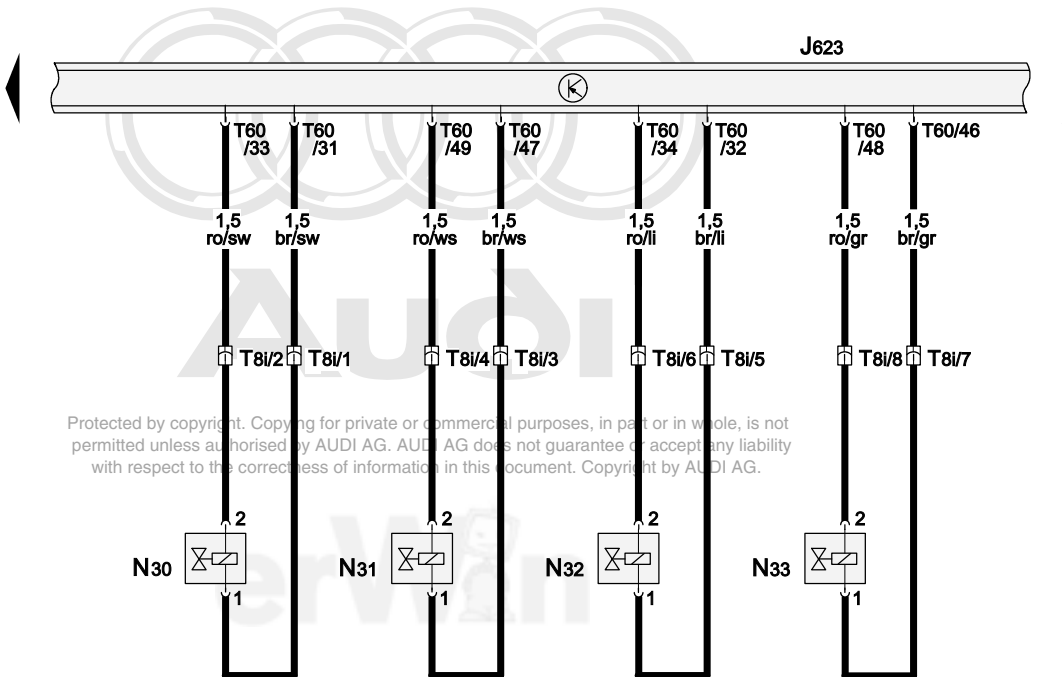 J623
T60 /33
T60 /31
T60 /49
T60 /47
T60 /34
T60 /32
T60 /48
T60/46
1,5 ro/sw
1,5 br/sw
1,5 ro/ws
1,5 br/ws
1,5 ro/li
1,5 br/li
1,5 ro/gr
1,5 br/gr
Audi
T8i/2
T8i/1
T8i/4
T8i/3
T8i/6
T8i/5
T8i/8
T8i/7
Protected by copyright. Copying for private or commercial purposes, in part or in whole, is not
permitted unless authorised by AUDI AG. AUDI AG does not guarantee or accept any liability
with respect to the correctness of information in this document. Copyright by AUDI AG.
2
2
2
2
N30
N31
N32
N33
1
1
1
1
erWin